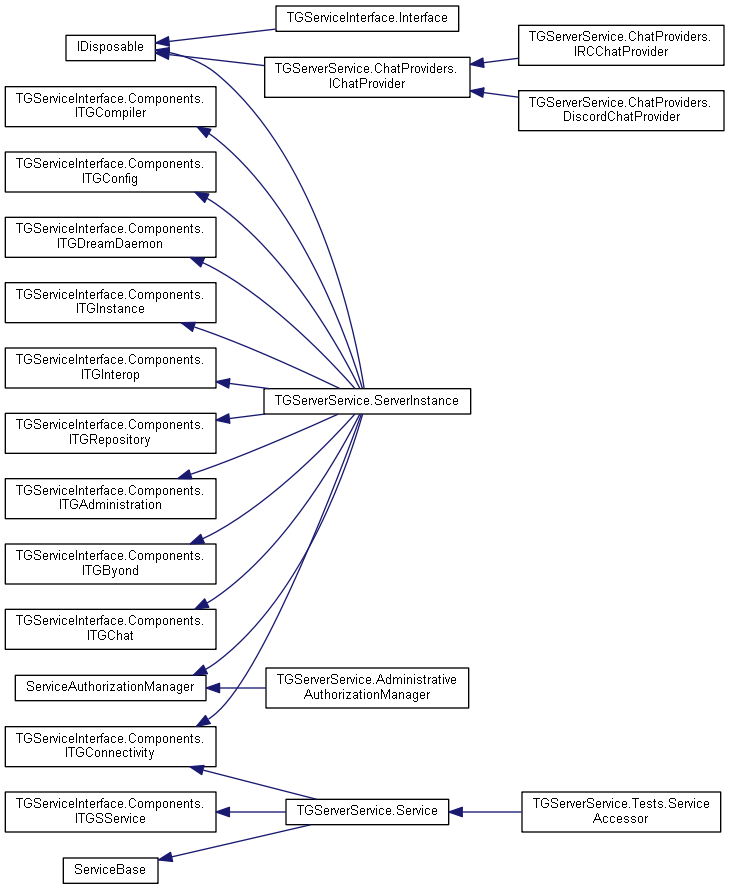 TGServiceInterface.Interface
IDisposable
TGServerService.ChatProviders.
IChatProvider
TGServerService.ChatProviders.
IRCChatProvider
TGServerService.ChatProviders.
DiscordChatProvider
TGServiceInterface.Components.
ITGCompiler
TGServiceInterface.Components.
ITGConfig
TGServiceInterface.Components.
ITGDreamDaemon
TGServiceInterface.Components.
ITGInstance
TGServiceInterface.Components.
ITGInterop
TGServerService.ServerInstance
TGServiceInterface.Components.
ITGRepository
TGServiceInterface.Components.
ITGAdministration
TGServiceInterface.Components.
ITGByond
TGServiceInterface.Components.
ITGChat
ServiceAuthorizationManager
TGServerService.Administrative
AuthorizationManager
TGServiceInterface.Components.
ITGConnectivity
TGServiceInterface.Components.
ITGSService
TGServerService.Service
TGServerService.Tests.Service
Accessor
ServiceBase